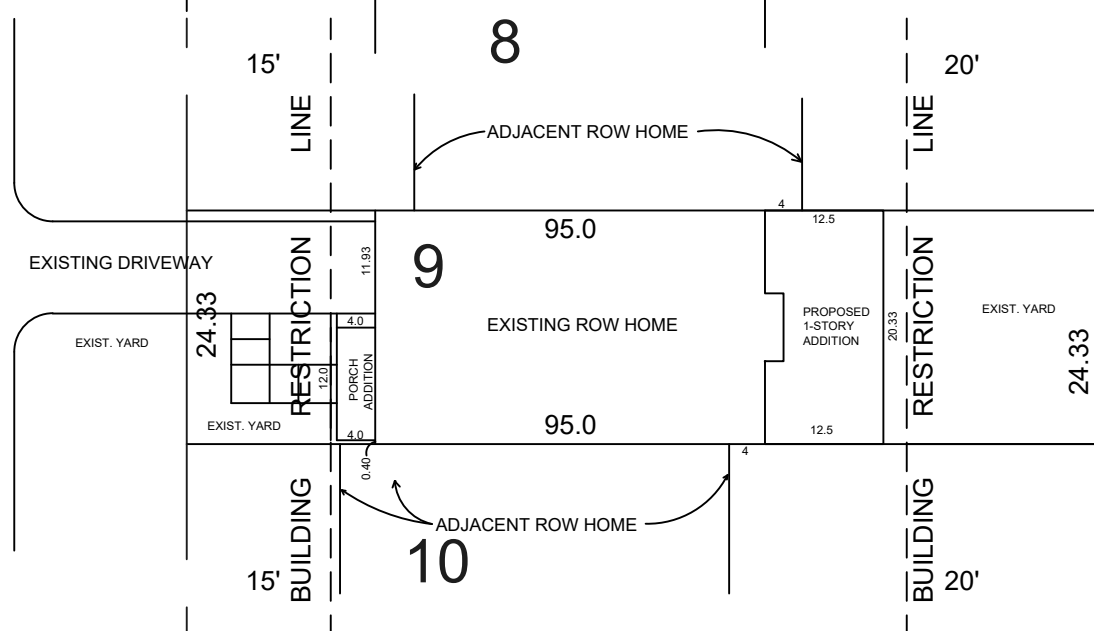 8
15'
20'
BUILDING RESTRICTION LINE
BUILDING RESTRICTION LINE
ADJACENT ROW HOME
4
12.5
95.0
11.93
9
EXISTING DRIVEWAY
24.33
4.0
EXISTING ROW HOME
PROPOSED
1-STORY
ADDITION
20.33
EXIST. YARD
24.33
EXIST. YARD
12.0
PORCH
ADDITION
EXIST. YARD
4.0
95.0
12.5
0.40
4
ADJACENT ROW HOME
10
15'
20'